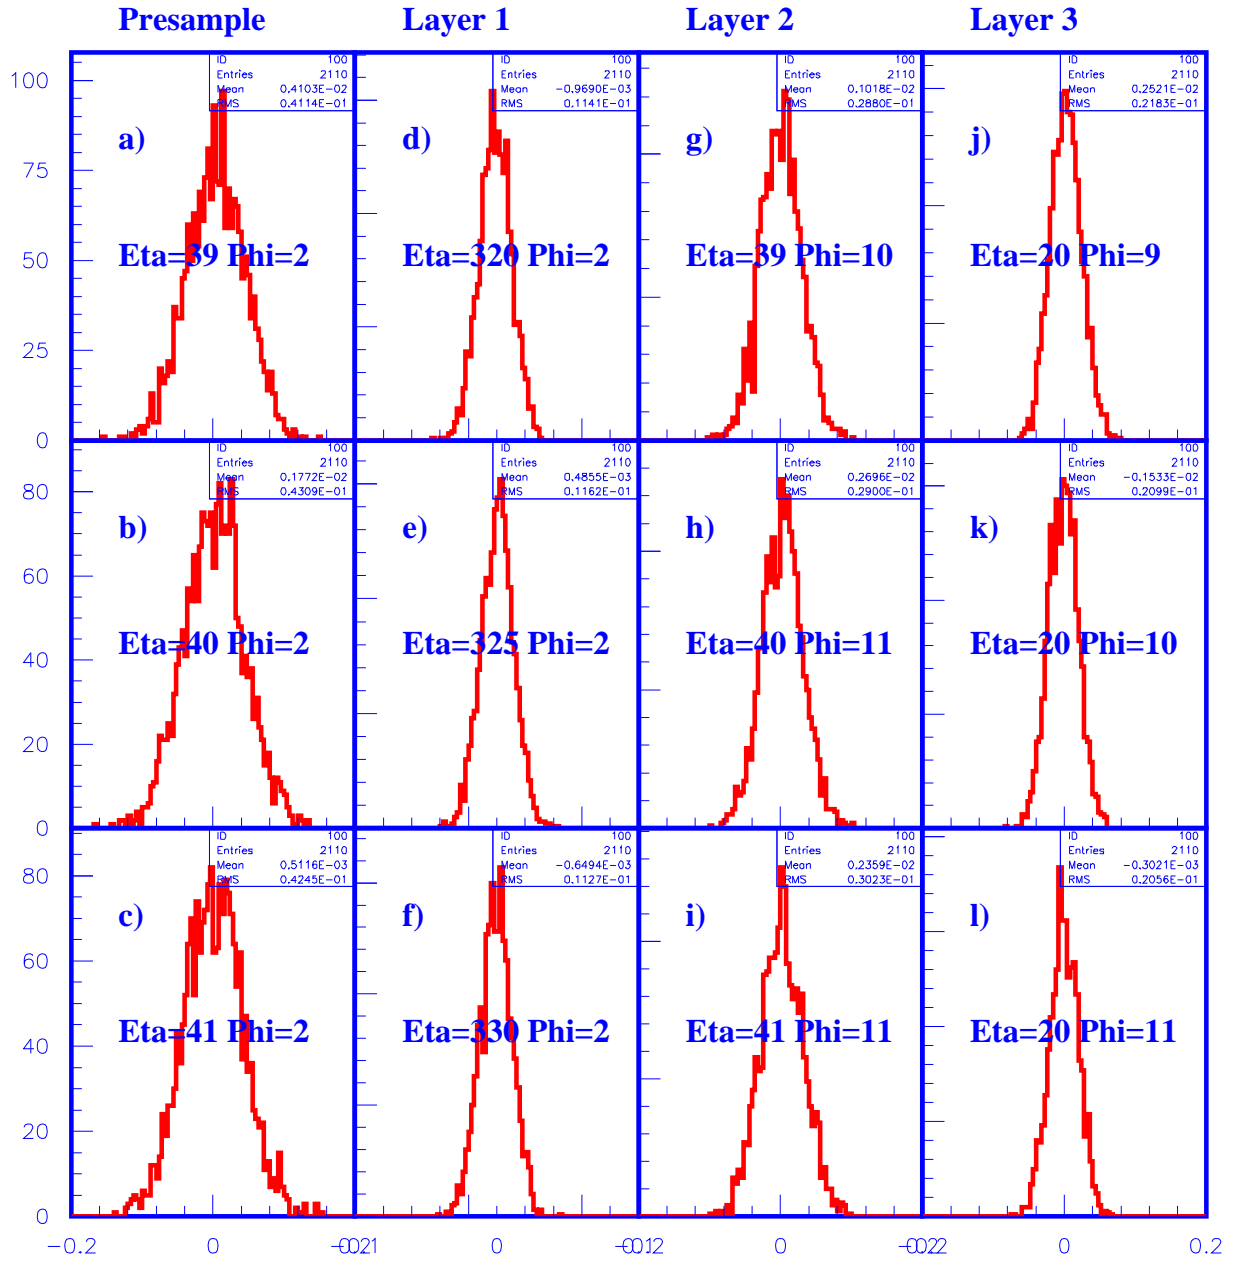 Presample Layer 1 Layer 2 Layer 3
ID 100
Entries 2110
Mean 0.4103E-02
RMS 0.4114E-01
a)
Eta=39 Phi=2
ID 100
Entries 2110
Mean -0.9690E-03
RMS 0.1141E-01
d)
Eta=320 Phi=2
ID 100
Entries 2110
Mean 0.1018E-02
RMS 0.2880E-01
g)
Eta=39 Phi=10
ID 100
Entries 2110
Mean 0.2521E-02
RMS 0.2183E-01
j)
Eta=20 Phi=9
100
75
50
25
0
ID 100
Entries 2110
Mean 0.1772E-02
RMS 0.4309E-01
b)
Eta=40 Phi=2
ID 100
Entries 2110
Mean 0.4855E-03
RMS 0.1162E-01
e)
Eta=325 Phi=2
ID 100
Entries 2110
Mean 0.2696E-02
RMS 0.2900E-01
h)
Eta=40 Phi=11
ID 100
Entries 2110
Mean -0.1533E-02
RMS 0.2099E-01
k)
Eta=20 Phi=10
80
60
40
20
0
ID 100
Entries 2110
Mean 0.5116E-03
RMS 0.4245E-01
c)
Eta=41 Phi=2
ID 100
Entries 2110
Mean -0.6494E-03
RMS 0.1127E-01
f)
Eta=330 Phi=2
ID 100
Entries 2110
Mean 0.2359E-02
RMS 0.3023E-01
i)
Eta=41 Phi=11
ID 100
Entries 2110
Mean -0.3021E-03
RMS 0.2056E-01
l)
Eta=20 Phi=11
80
60
40
20
0
-0.2 0 0 0 0 0.2